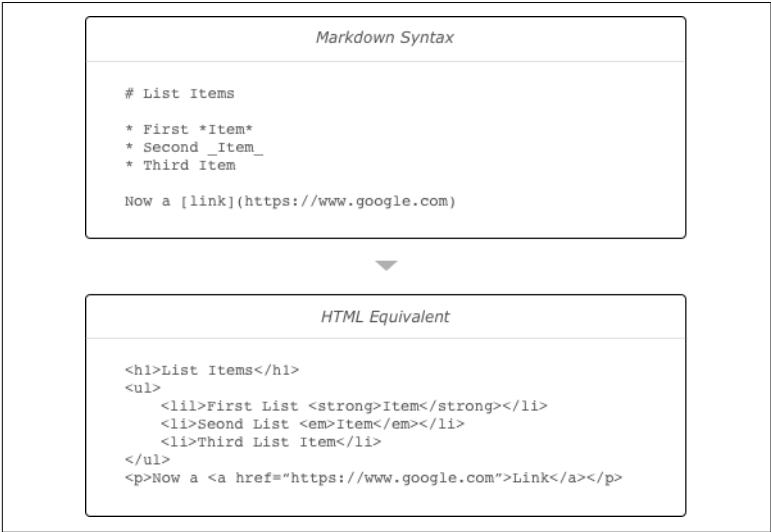 Markdown Syntax
# List Items
* First *Item*
* Second _Item_
* Third Item
Now a [link](https://www.google.com)
HTML Equivalent
<h1>List Items</h1>
<ul>
<lil>First List <strong>Item</strong></li>
<li>Seond List <em>Item</em></li>
<li>Third List Item</li>
</ul>
<p>Now a <a href=“https://www.google.com”>Link</a></p>